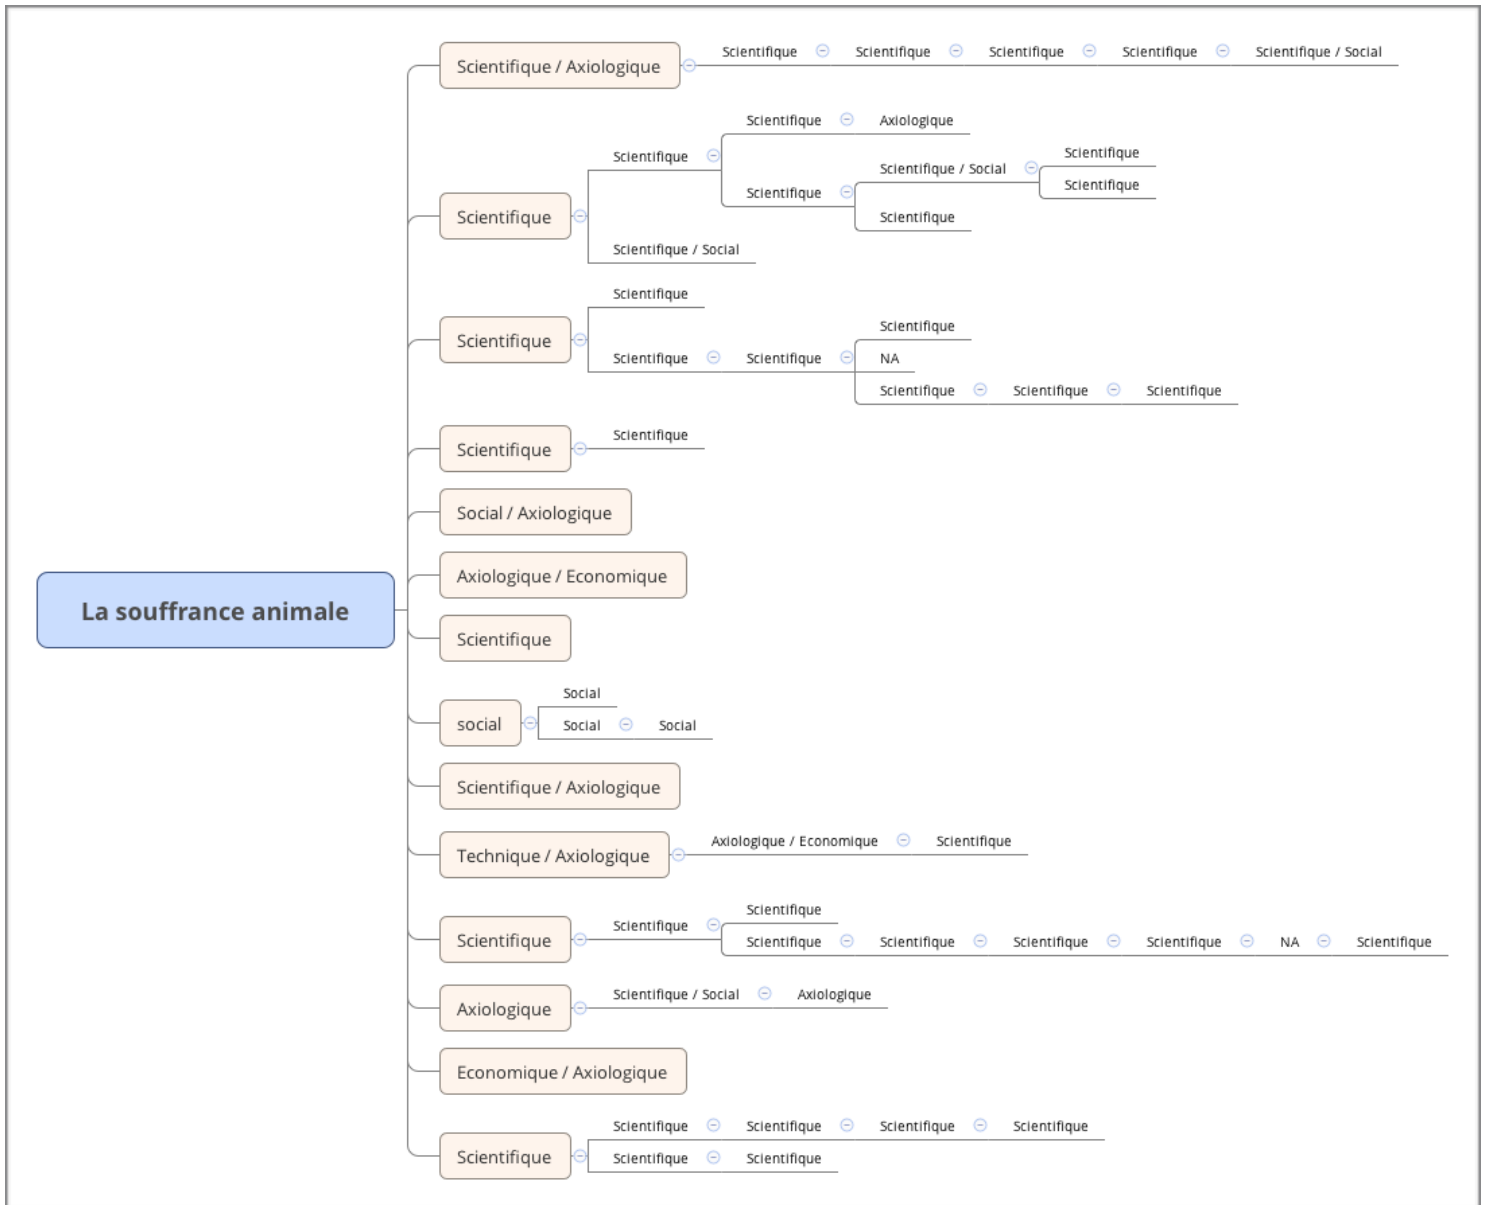 Scientifique / Axiologique
Scientifique
Scientifique
Scientifique
Scientifique
Scientifique / Social
Scientifique
Scientifique
Scientifique
Axiologique
Scientifique
Scientifique / Social
Scientifique
Scientifique
Scientifique
Scientifique / Social
Scientifique
Scientifique
Scientifique
Scientifique
Scientifique
NA
Scientifique
Scientifique
Scientifique
Scientifique
Scientifique
Social / Axiologique
Axiologique / Economique
La souffrance animale
Scientifique
social
Social
Social
Social
Scientifique / Axiologique
Technique / Axiologique
Axiologique / Economique
Scientifique
Scientifique
Scientifique
Scientifique
Scientifique
Scientifique
Scientifique
Scientifique
NA
Scientifique
Axiologique
Scientifique / Social
Axiologique
Economique / Axiologique
Scientifique
Scientifique
Scientifique
Scientifique
Scientifique
Scientifique
Scientifique